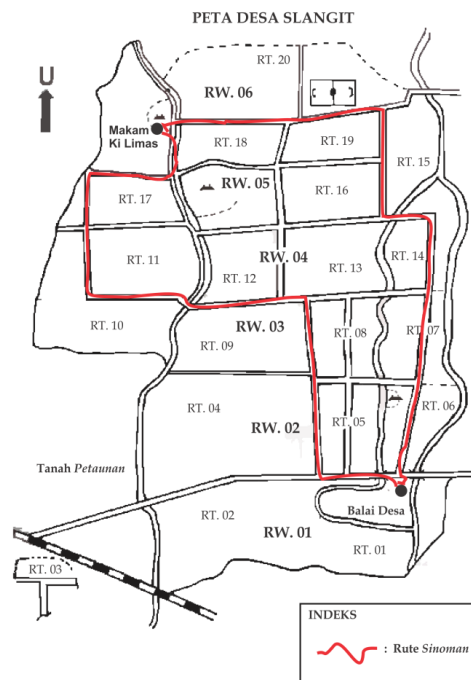 PETA DESA SLANGIT
RT. 20
RW. 06
U
Makam
Ki Limas
RT. 18
RT. 19
RT. 15
RW. 05
RT. 17
RT. 16
RW. 04
RT. 11
RT. 12
RT. 13
RT. 14
RT. 10
RW. 03
RT. 08
RT. 07
RT. 09
RT. 04
RW. 02
RT. 05
RT. 06
Tanah Petaunan
Balai Desa
RT. 02
RW. 01
RT. 01
RT. 03
INDEKS
: Rute Sinoman